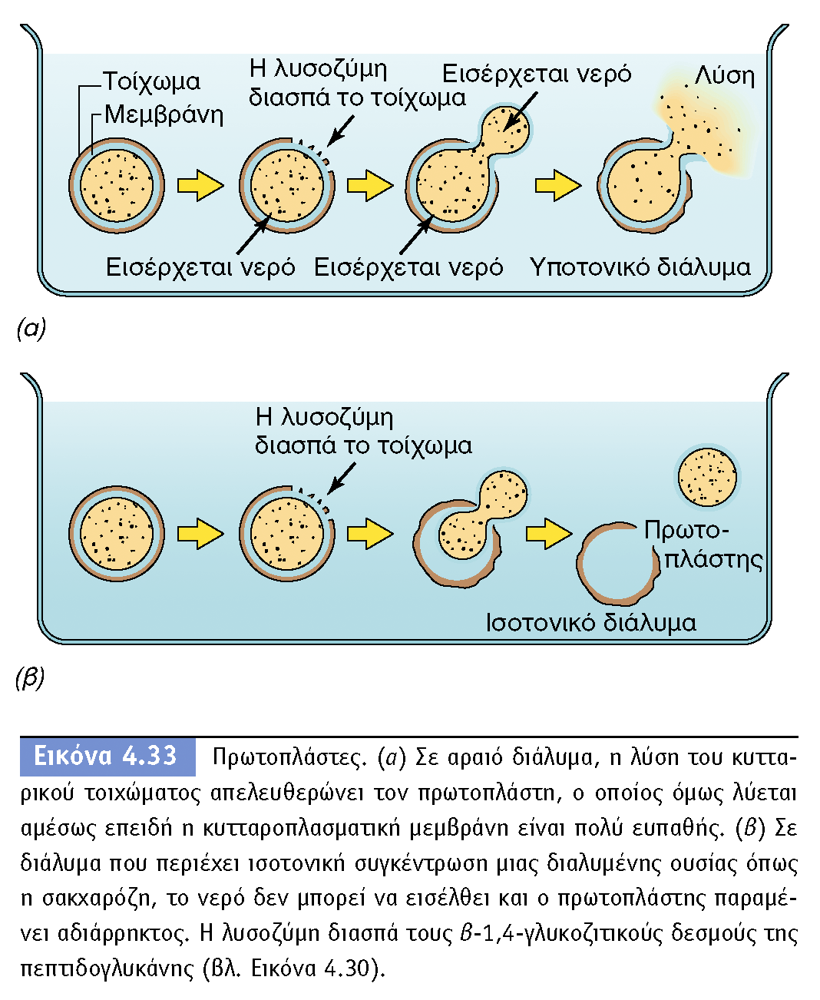 Τοίχωμα
Μεμβράνη
Η λυσοζύμη
διασπά το τοίχωμα
Εισέρχεται νερό
Λύση
Εισέρχεται νερό
Εισέρχεται νερό
Υποτονικό διάλυμα
(α)
Η λυσοζύμη
διασπά το τοίχωμα
Πρωτο-
πλάστης
Ισοτονικό διάλυμα
(β)
Εικόνα 4.33 Πρωτοπλάστες. (α) Σε αραιό διάλυμα, η λύση του κυττα-
ρικού τοιχώματος απελευθερώνει τον πρωτοπλάστη, ο οποίος όμως λύεται
αμέσως επειδή η κυτταροπλασματική μεμβράνη είναι πολύ ευπαθής. (β) Σε
διάλυμα που περιέχει ισοτονική συγκέντρωση μιας διαλυμένης ουσίας όπως
η σακχαρόζη, το νερό δεν μπορεί να εισέλθει και ο πρωτοπλάστης παραμέ-
νει αδιάρρηκτος. Η λυσοζύμη διασπά τους β-1,4-γλυκοζιτικούς δεσμούς της
πεπτιδογλυκάνης (βλ. Εικόνα 4.30).